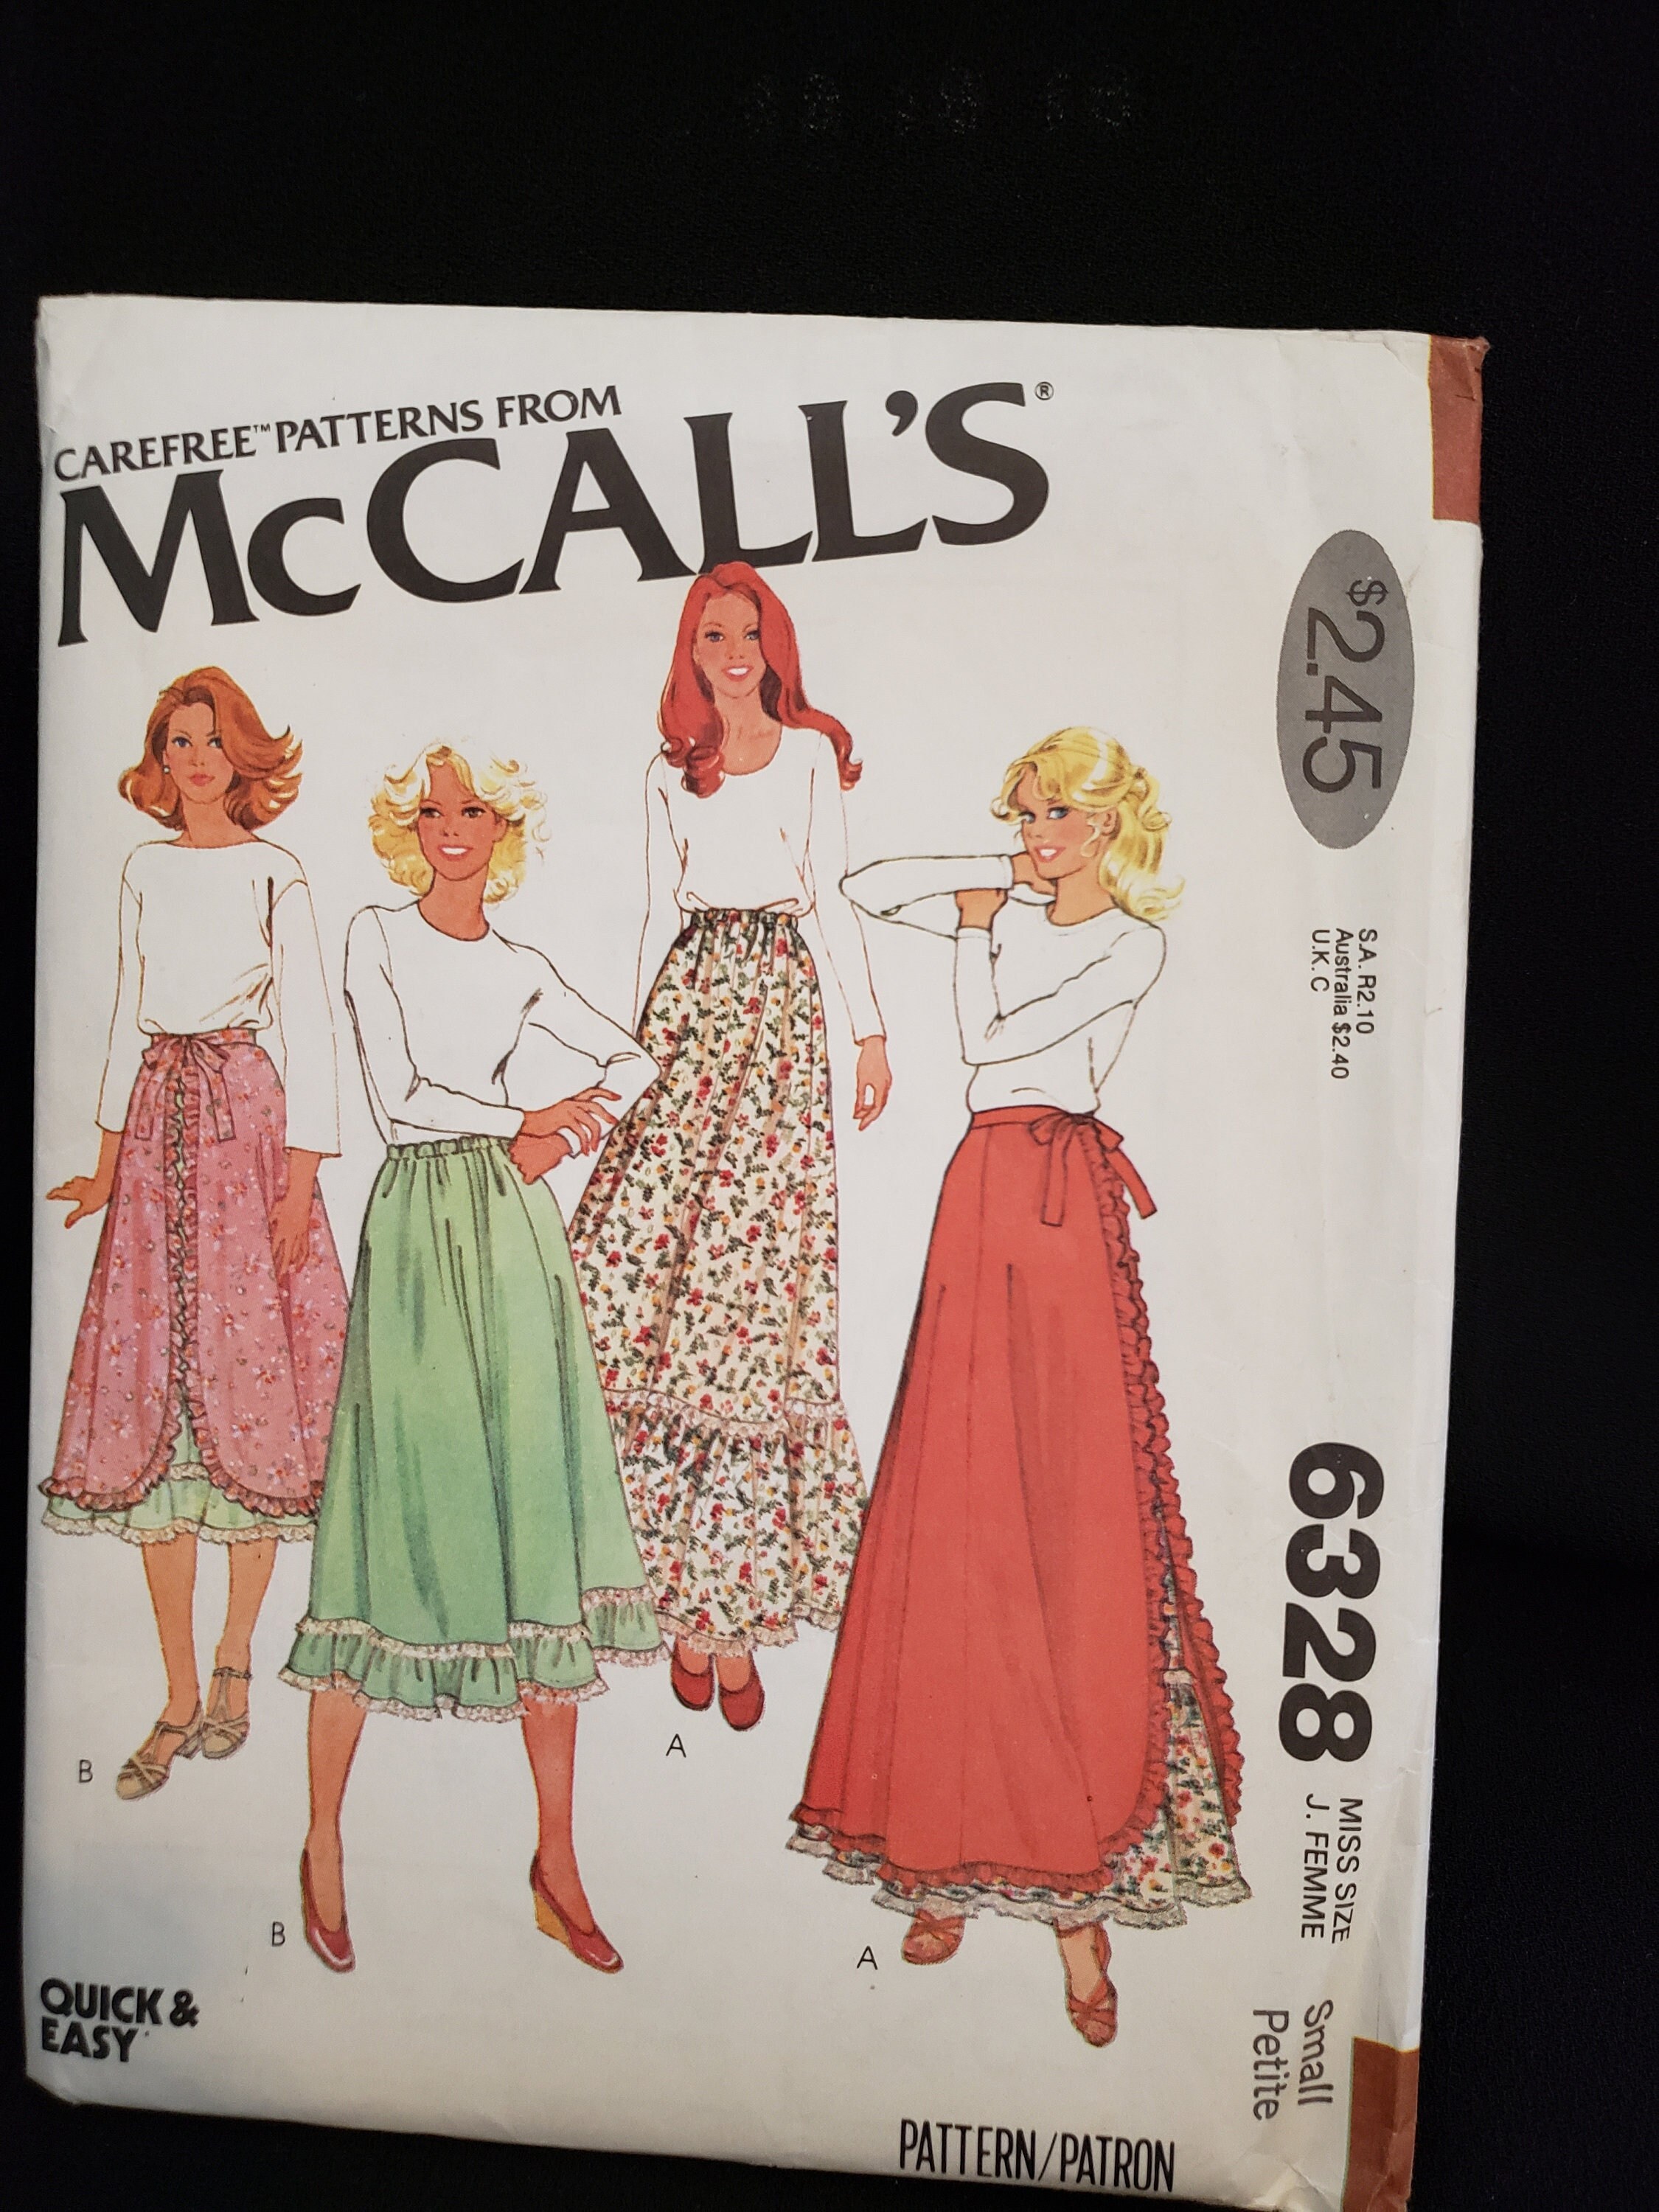 CAREFREE™ PATTERNS FROM
McCALL'S®
$2.45
S.A. R2.10
Australia $2.40
U.K. C
6328
MISS SIZE
J. FEMME
Small
Petite
B
B
A
A
QUICK &
EASY
PATTERN/PATRON